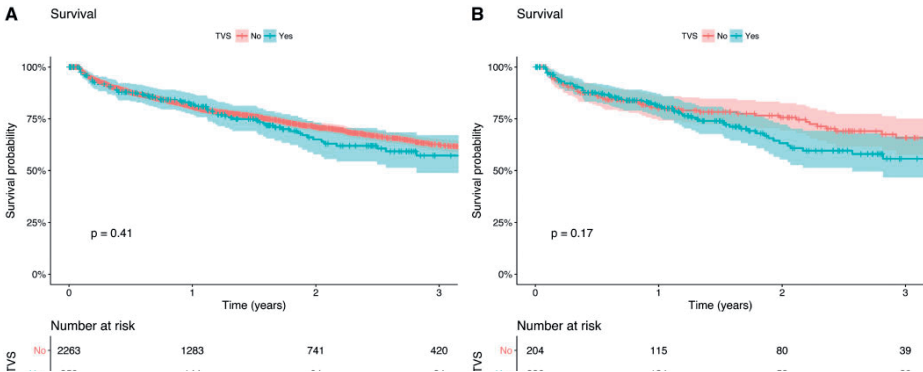 A
Survival
TVS No Yes
100%
75%
50%
25%
0%
Survival probability
p = 0.41
0 1 2 3
Time (years)
Number at risk
TVS
No 2263 1283 741 420
B
Survival
TVS No Yes
100%
75%
50%
25%
0%
Survival probability
p = 0.17
0 1 2 3
Time (years)
Number at risk
TVS
No 204 115 80 39